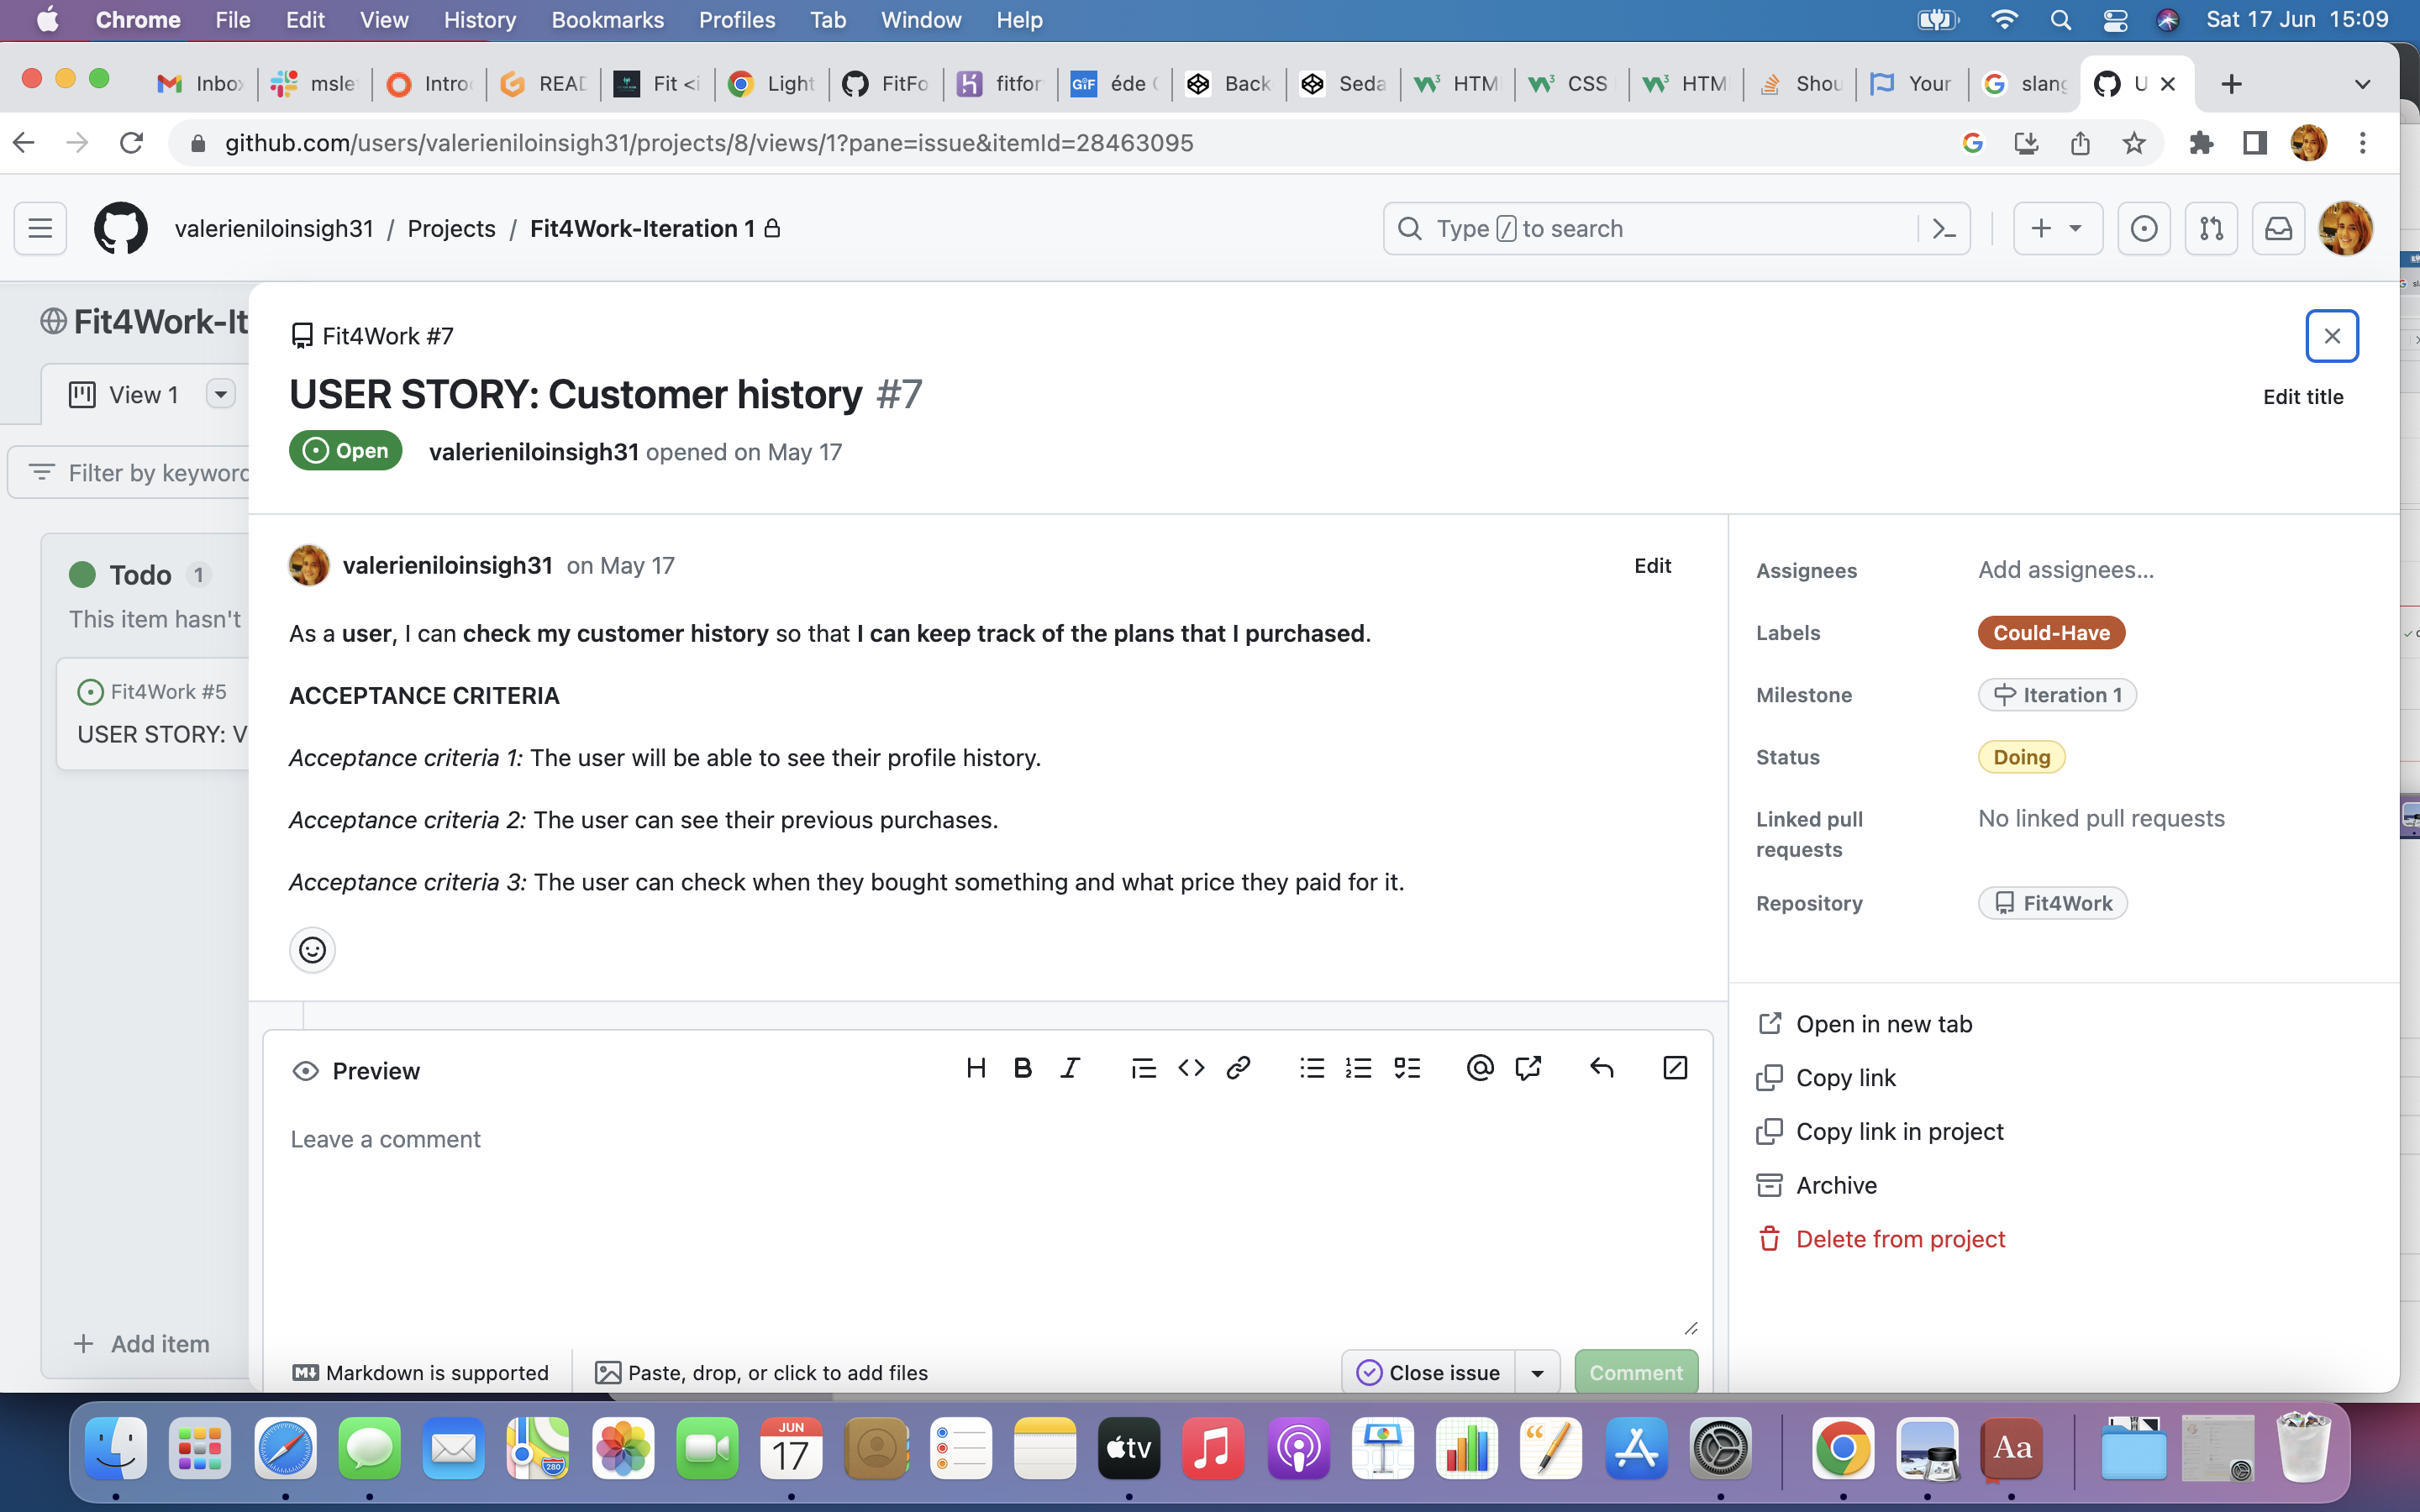 Chrome File Edit View History Bookmarks Profiles Tab Window Help Sat 17 Jun 15:09
Inbo msle Intro READ Fit <i Light FitFo fitfor GIF éde Back Seda HTM CSS HTM Shou Your slang U
github.com/users/valerieniloinsigh31/projects/8/views/1?pane=issue&itemId=28463095
valerieniloinsigh31 / Projects / Fit4Work-Iteration 1 Type / to search
Fit4Work-It
View 1
Filter by keyword
Todo 1
This item hasn't
Fit4Work #5
USER STORY: V
Add item
Fit4Work #7
USER STORY: Customer history #7
Edit title
Open valerieniloinsigh31 opened on May 17
valerieniloinsigh31 on May 17 Edit
As a user, I can check my customer history so that I can keep track of the plans that I purchased.
ACCEPTANCE CRITERIA
Acceptance criteria 1: The user will be able to see their profile history.
Acceptance criteria 2: The user can see their previous purchases.
Acceptance criteria 3: The user can check when they bought something and what price they paid for it.
Preview
Leave a comment
Markdown is supported Paste, drop, or click to add files Close issue Comment
Assignees Add assignees...
Labels Could-Have
Milestone Iteration 1
Status Doing
Linked pull requests No linked pull requests
Repository Fit4Work
Open in new tab
Copy link
Copy link in project
Archive
Delete from project
JUN
17
280
tv
Aa